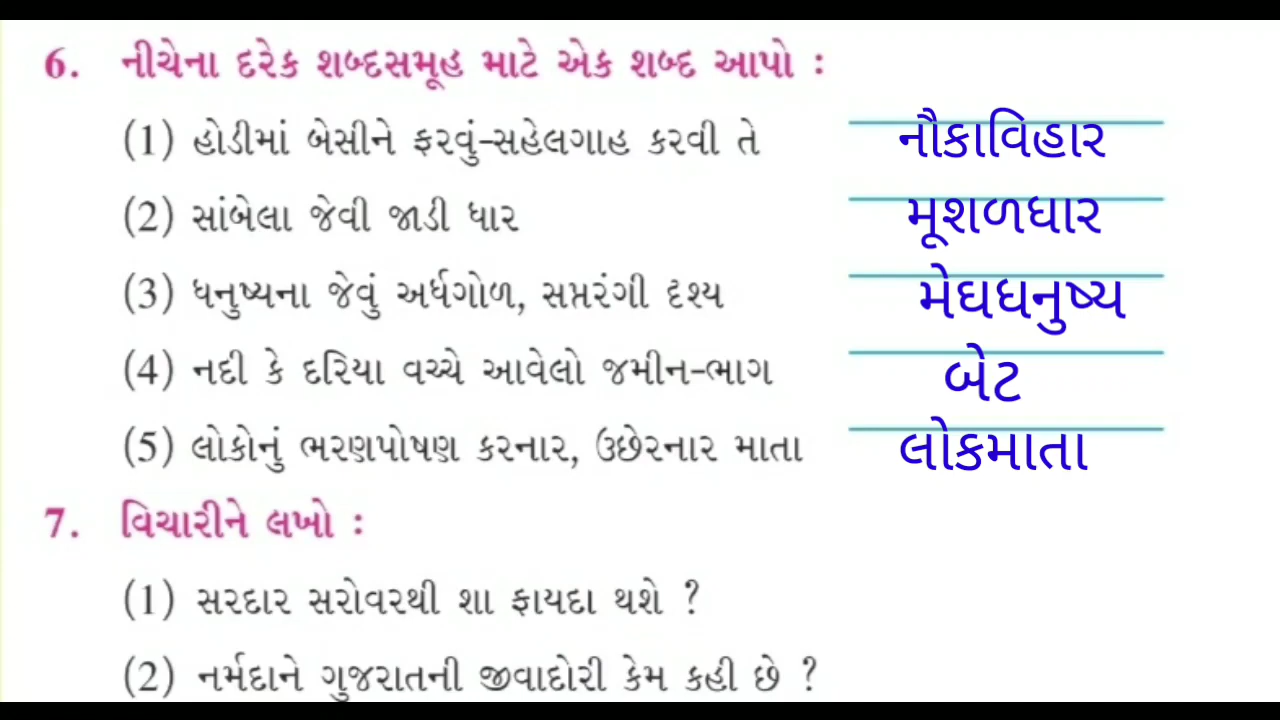 6. નીચેના દરેક શબ્દસમૂહ માટે એક શબ્દ આપો :
(1) હોડીમાં બેસીને ફરવું-સહેલગાહ કરવી તે નૌકાવિહાર
(2) સાંબેલા જેવી જાડી ધાર મૂશળધાર
(3) ધનુષ્યના જેવું અર્ધગોળ, સપ્તરંગી દૃશ્ય મેઘધનુષ્ય
(4) નદી કે દરિયા વચ્ચે આવેલો જમીન-ભાગ બેટ
(5) લોકોનું ભરણપોષણ કરનાર, ઉછેરનાર માતા લોકમાતા
7. વિચારીને લખો :
(1) સરદાર સરોવરથી શા ફાયદા થશે ?
(2) નર્મદાને ગુજરાતની જીવાદોરી કેમ કહી છે ?